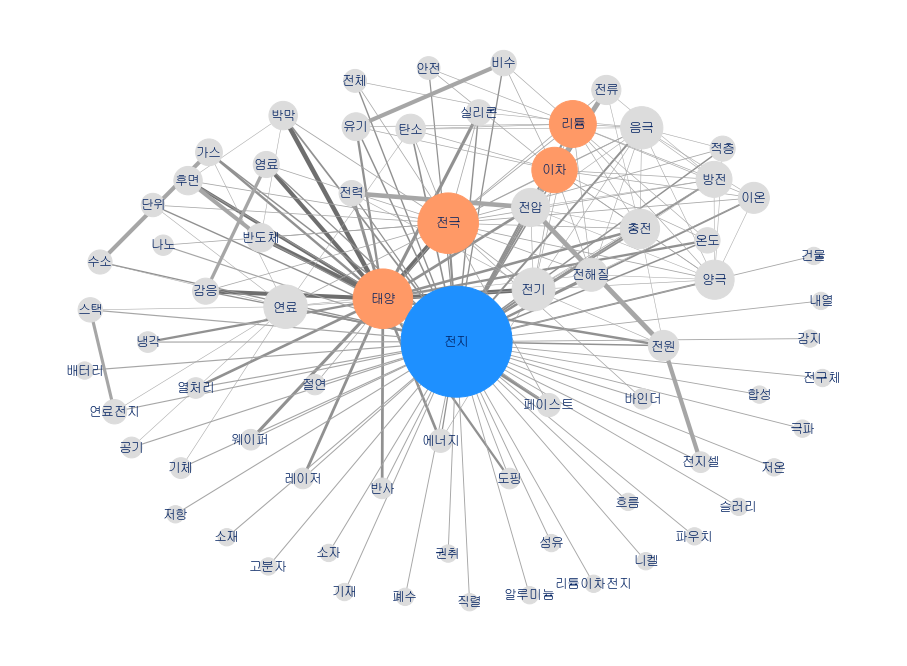 비수
안전
전체
전류
박막
실리콘
유기
탄소
리튬
음극
가스
적층
염료
이차
후면
방전
전력
이온
단위
전압
전극
충전
반도체
온도
나노
건물
수소
전해질
양극
감응
전기
태양
내열
연료
스택
강지
냉각
전지
전원
배터리
전구체
열처리
절연
합성
바인더
페이스트
연료전지
극파
공기
웨이퍼
에너지
전지셀
기체
저온
레이저
도핑
반사
흐름
슬러리
저항
소재
파우치
섬유
소자
권취
니켈
고분자
리튬이차전지
기재
폐수
알루미늄
직렬